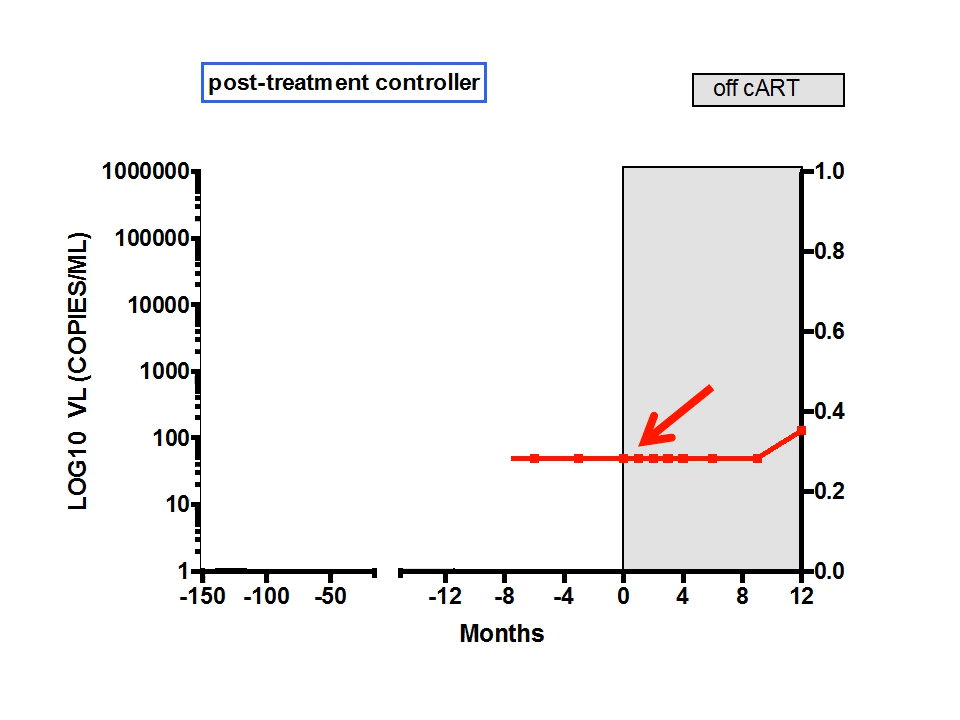 post-treatment controller
off cART
1000000
100000
10000
1000
100
10
1
LOG10 VL (COPIES/ML)
1.0
0.8
0.6
0.4
0.2
0.0
-150 -100 -50 -12 -8 -4 0 4 8 12
Months